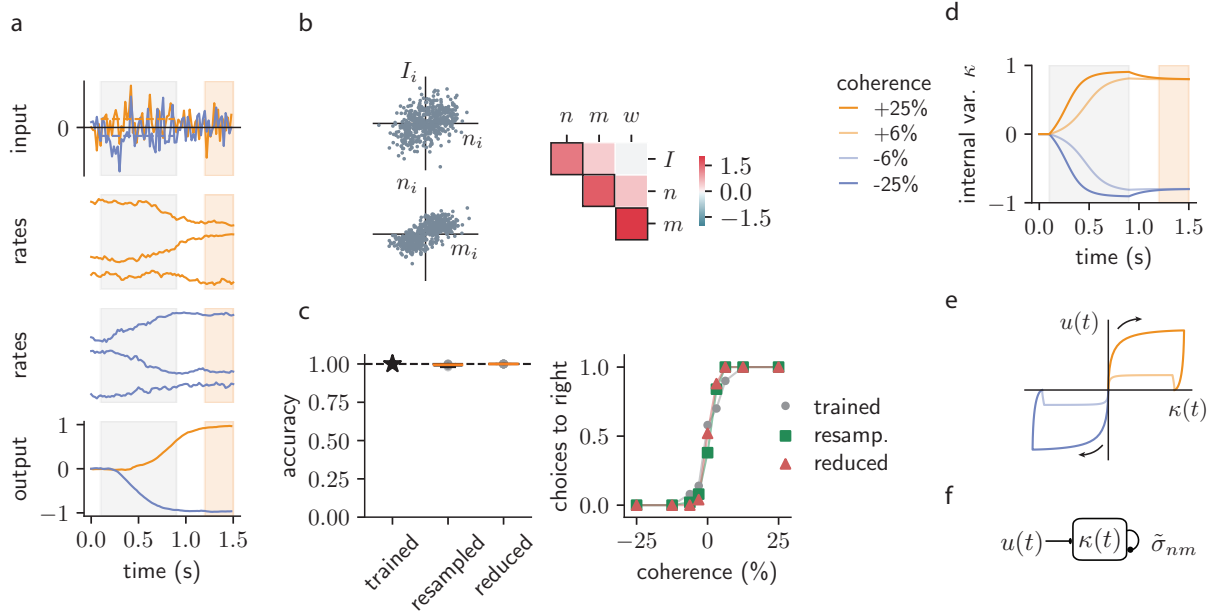 a
input
0
rates
rates
output
1
0
−1
0.0 0.5 1.0 1.5
time (s)
b
I_i
n_i
n_i
m_i
n m w
I
n
m
1.5
0.0
−1.5
c
accuracy
1.00
0.75
0.50
0.25
0.00
trained
resampled
reduced
choices to right
1.0
0.5
0.0
−25 0 25
coherence (%)
trained
resamp.
reduced
coherence
+25%
+6%
-6%
-25%
d
internal var. κ
1
0
−1
0.0 0.5 1.0 1.5
time (s)
e
u(t)
κ(t)
f
u(t) κ(t) σ̃_nm